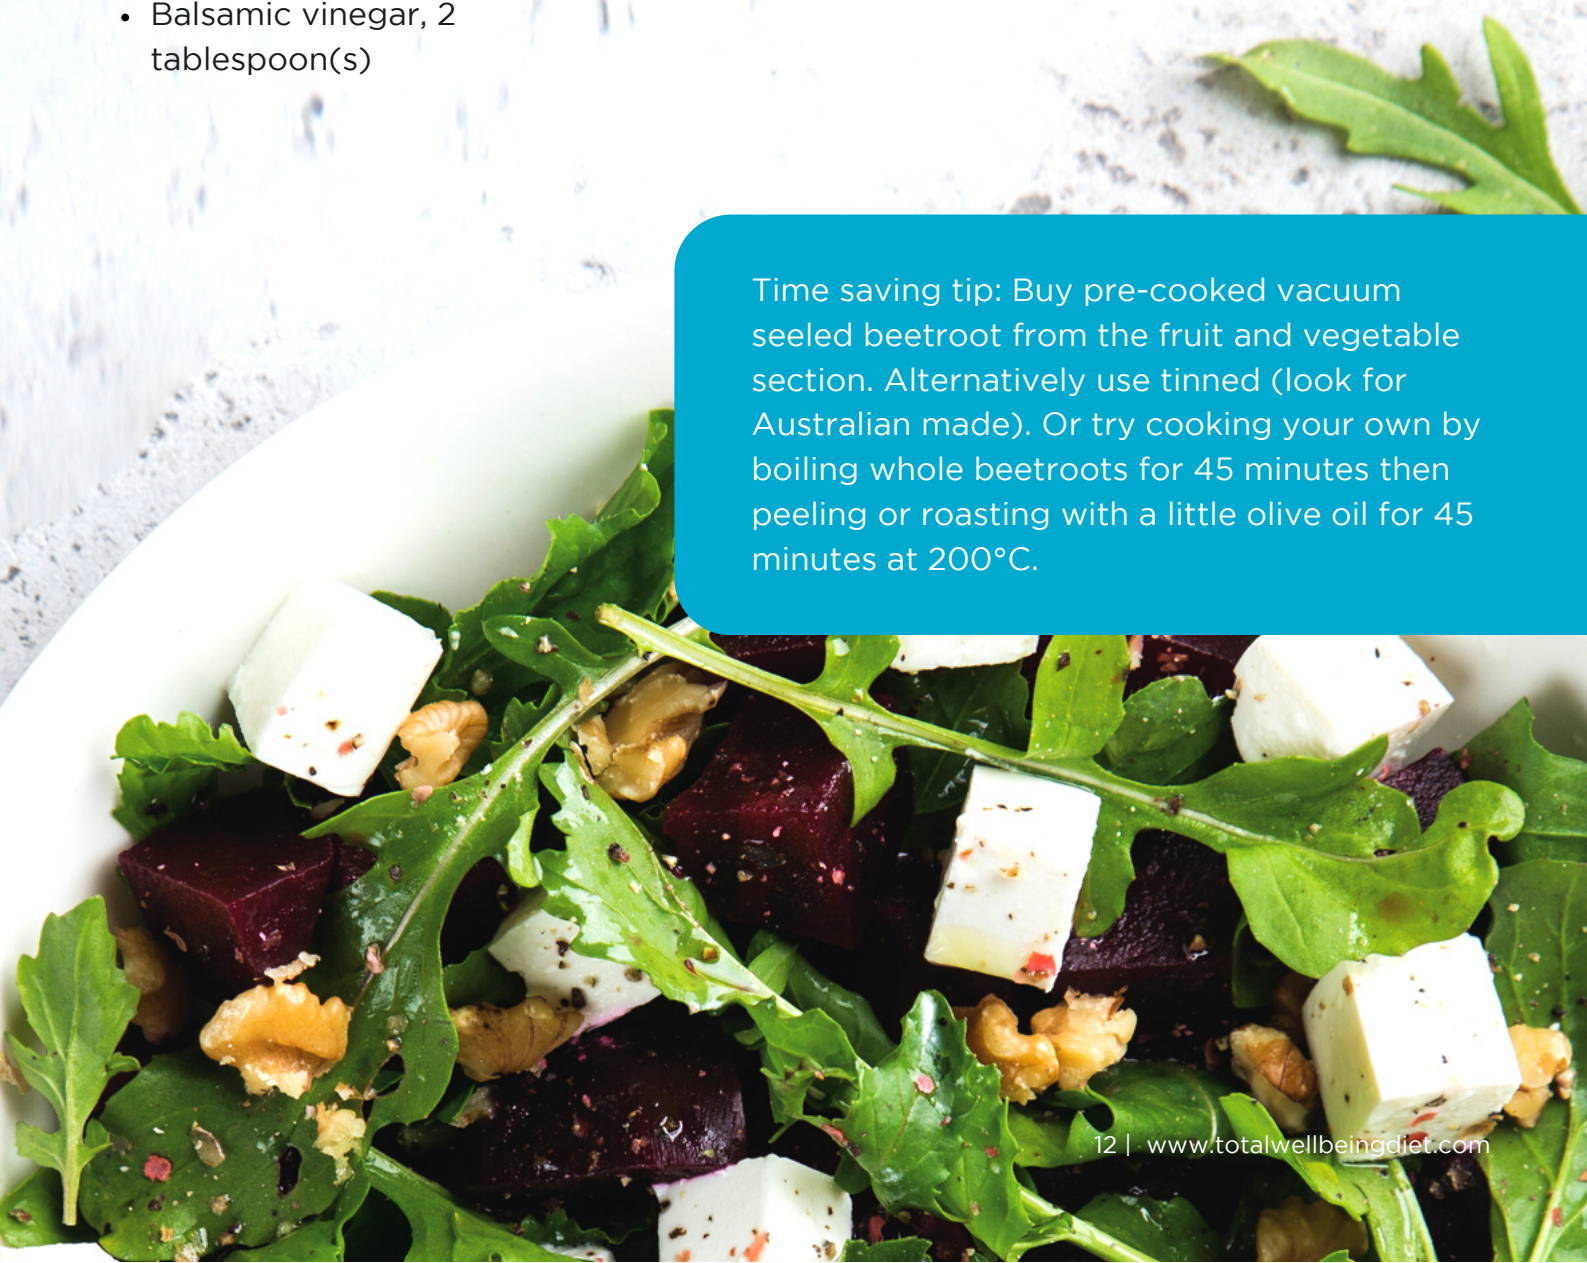 • Balsamic vinegar, 2
tablespoon(s)
Time saving tip: Buy pre-cooked vacuum
seeled beetroot from the fruit and vegetable
section. Alternatively use tinned (look for
Australian made). Or try cooking your own by
boiling whole beetroots for 45 minutes then
peeling or roasting with a little olive oil for 45
minutes at 200°C.
12 | www.totalwellbeingdiet.com